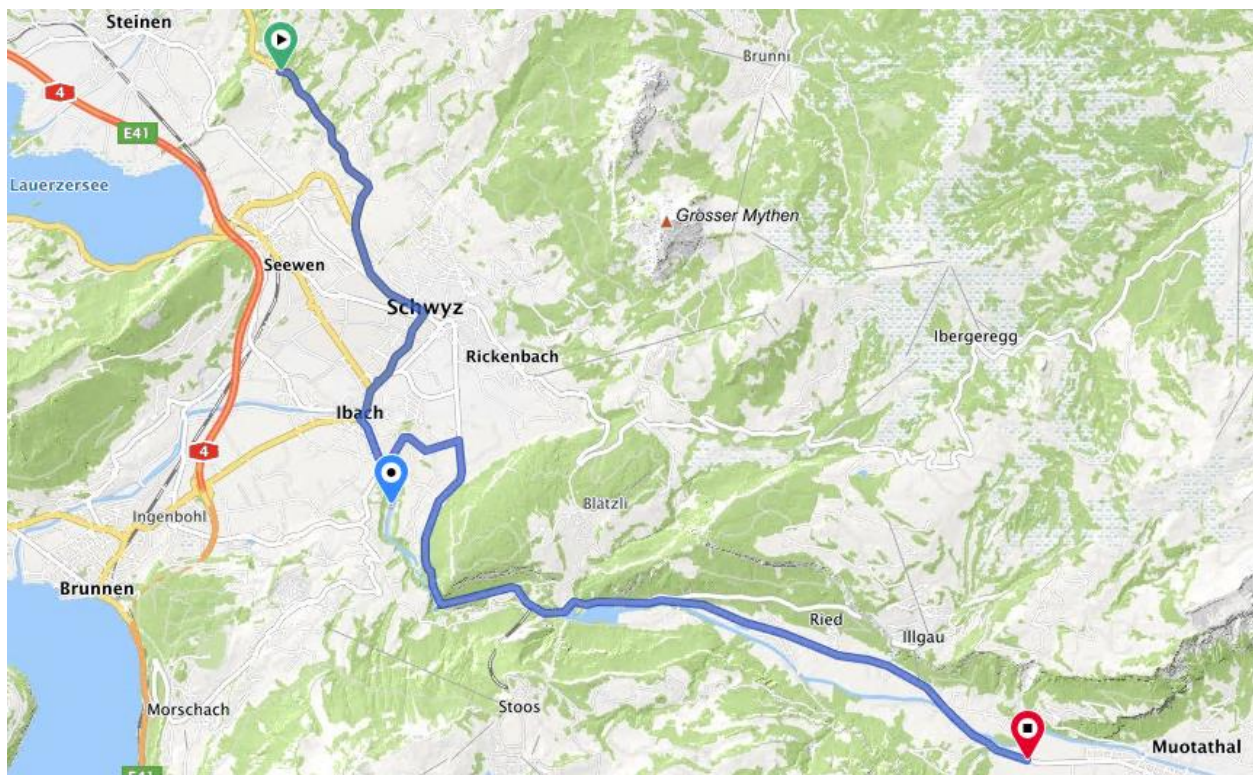 Steinen
Brunni
4
E41
Lauerzersee
Grosser Mythen
Seewen
Schwyz
Ibergeregg
Rickenbach
Ibach
4
Blätzli
Ingenbohl
Brunnen
Ried
Illgau
Stoos
Morschach
Muotathal
E41